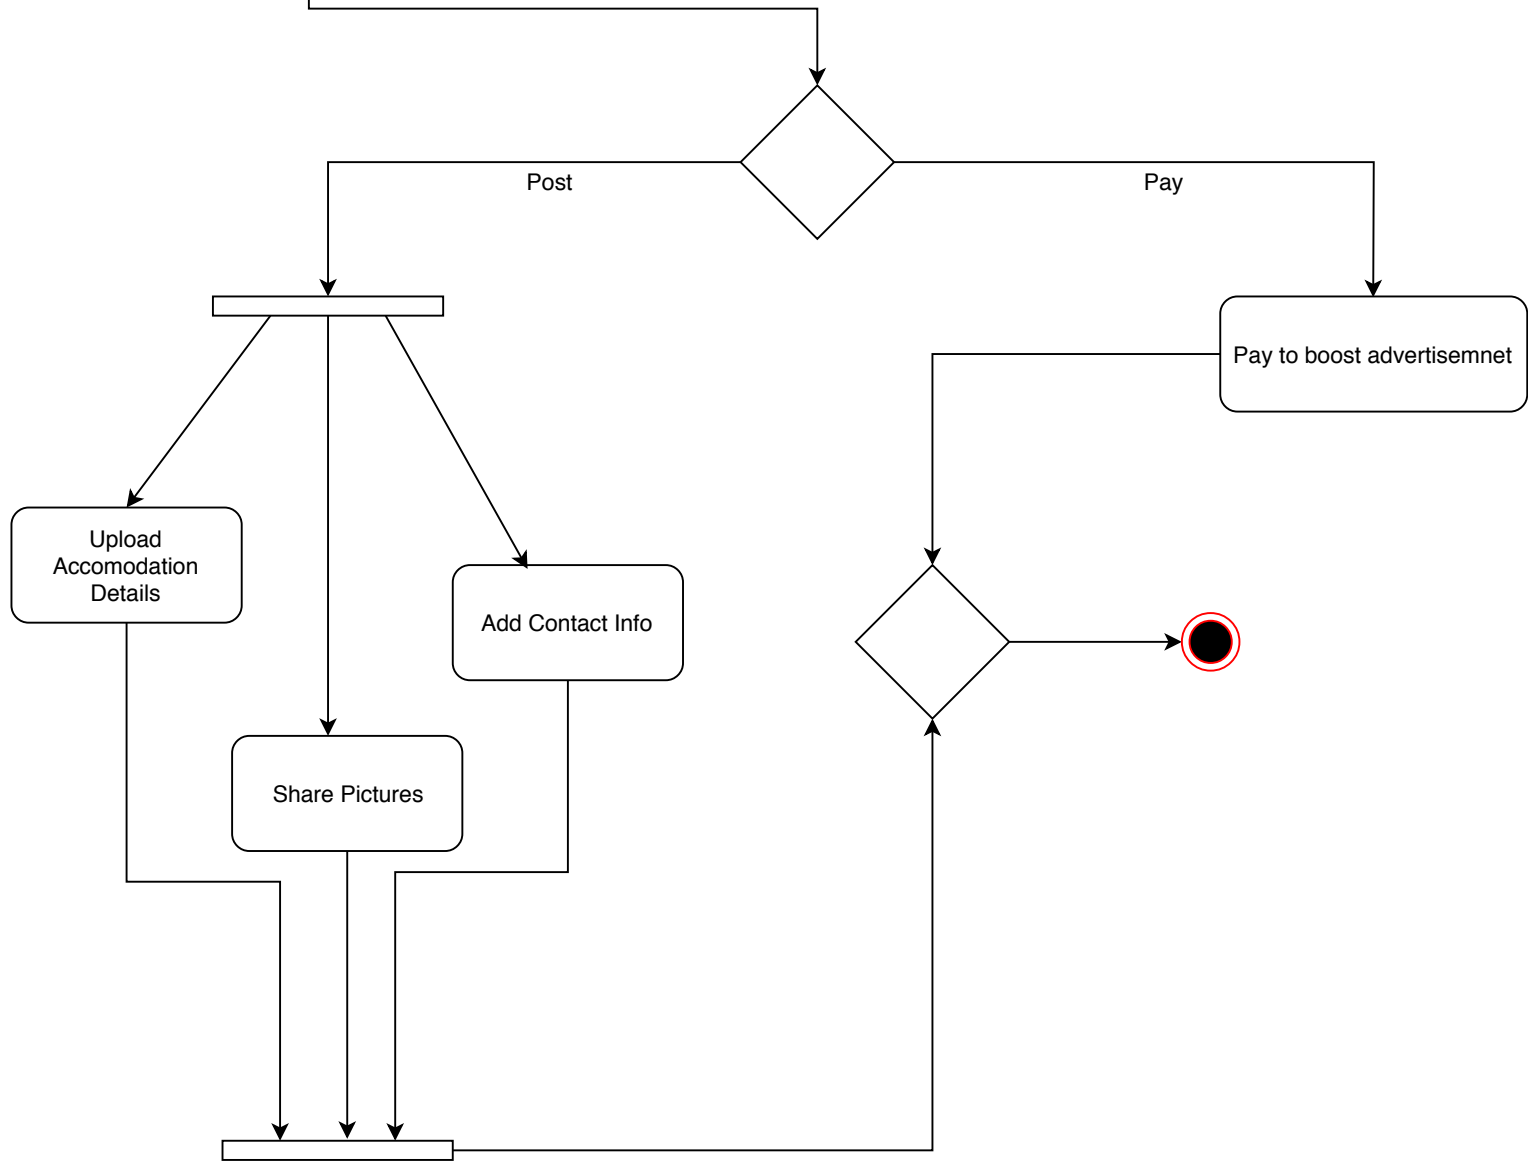 Post
Pay
Pay to boost advertisemnet
Upload
Accomodation
Details
Add Contact Info
Share Pictures